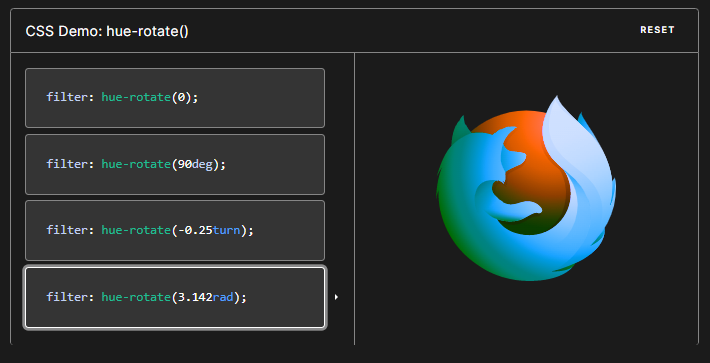 CSS Demo: hue-rotate()
RESET
filter: hue-rotate(0);
filter: hue-rotate(90deg);
filter: hue-rotate(-0.25turn);
filter: hue-rotate(3.142rad);